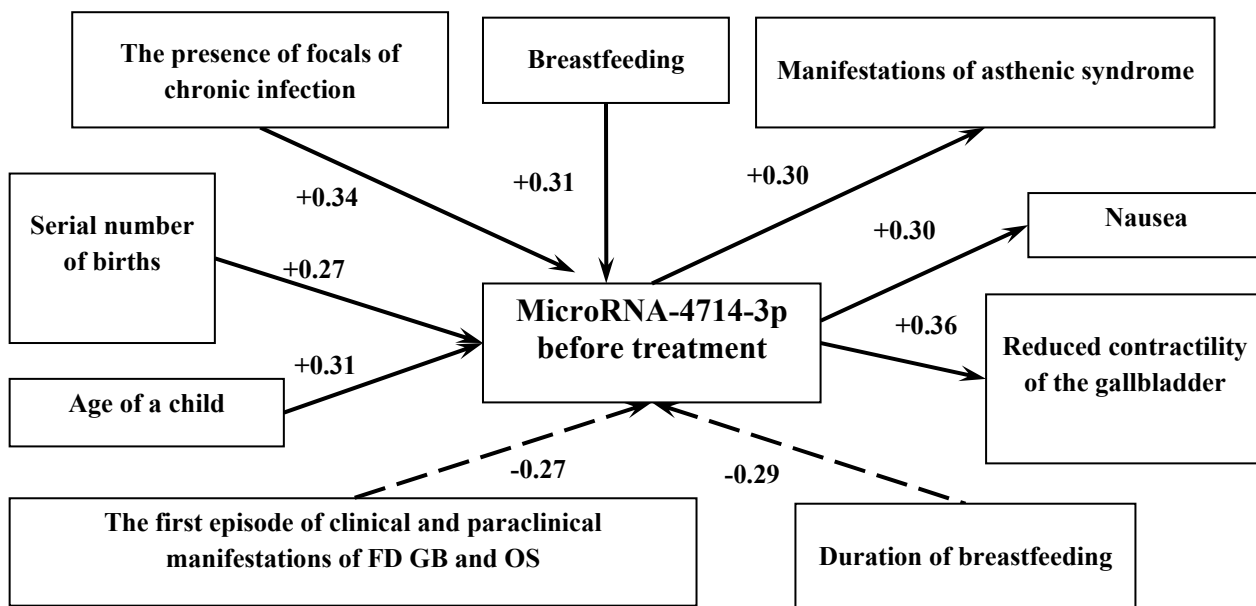 The presence of focals of
chronic infection
Breastfeeding
Manifestations of asthenic syndrome
+0.34
+0.31
+0.30
Serial number
of births
+0.27
+0.30
Nausea
MicroRNA-4714-3p
before treatment
+0.36
Reduced contractility
of the gallbladder
+0.31
Age of a child
-0.27
-0.29
The first episode of clinical and paraclinical
manifestations of FD GB and OS
Duration of breastfeeding